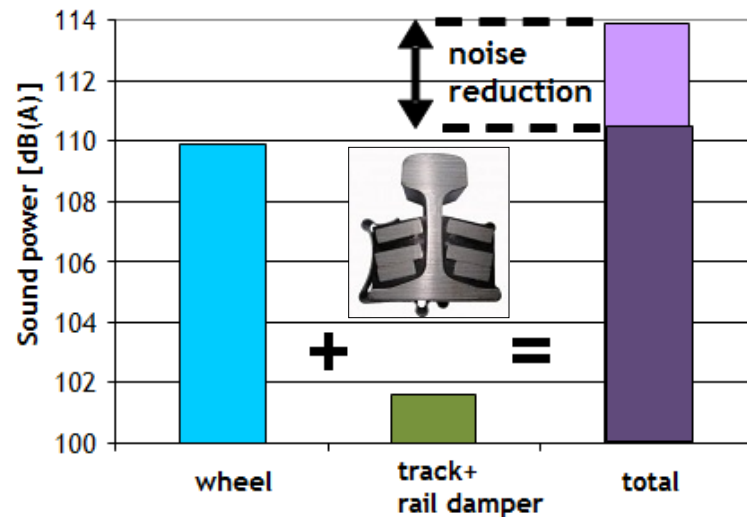 114
112
110
108
106
104
102
100
Sound power [dB(A)]
noise
reduction
+
=
wheel
track+
rail damper
total